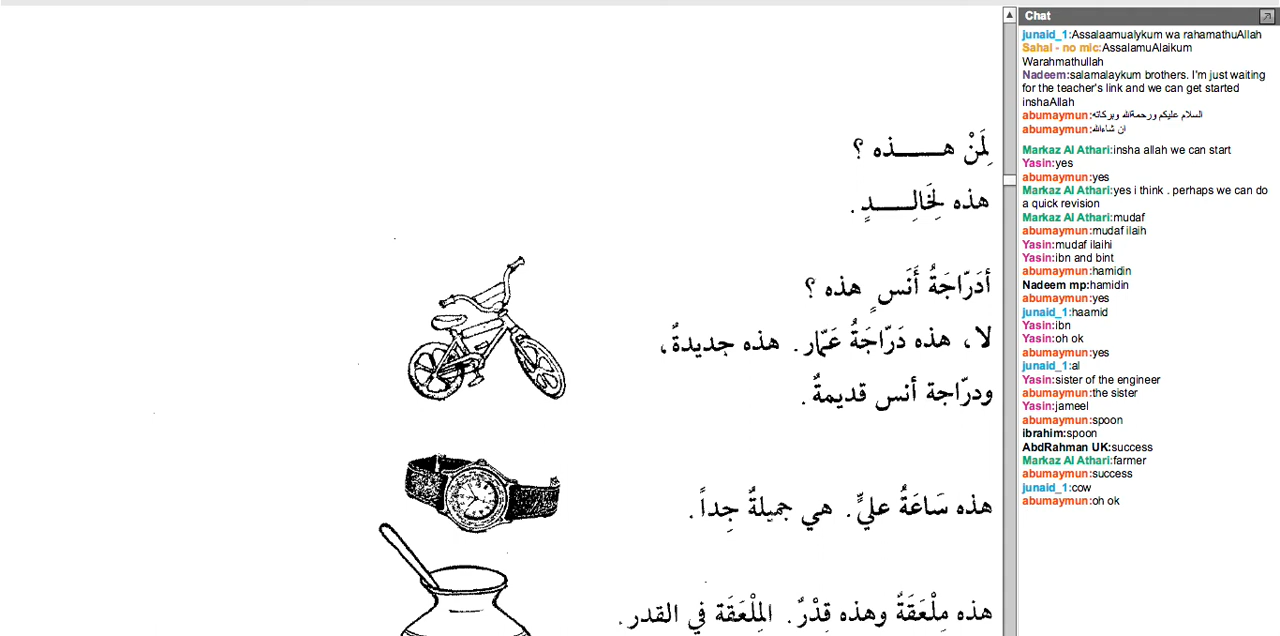 لِمَنْ هـــذه ؟
هذه لِخَالِـــدٍ .
أدَرّاجَةُ أَنَسٍ هذه ؟
لا، هذه دَرّاجَةُ عَمّار. هذه جديدةٌ،
ودرّاجة أنس قديمةٌ.
هذه سَاعَةُ عليٍّ. هي جميلةٌ جِداً.
هذه مِلْعَقَةٌ وهذه قِدْرٌ. المِلْعَقَة في القدر.
Chat
junaid_1:Assalaamualykum wa rahamathuAllah
Sahal - no mic:AssalamuAlaikum
Warahmathullah
Nadeem:salamalaykum brothers. I'm just waiting
for the teacher's link and we can get started
inshaAllah
abumaymun:السلام عليكم ورحمةالله وبركاته
abumaymun:ان شاءالله
Markaz Al Athari:insha allah we can start
Yasin:yes
abumaymun:yes
Markaz Al Athari:yes i think . perhaps we can do
a quick revision
Markaz Al Athari:mudaf
abumaymun:mudaf ilaih
Yasin:mudaf ilaihi
Yasin:ibn and bint
abumaymun:hamidin
Nadeem mp:hamidin
abumaymun:yes
junaid_1:haamid
Yasin:ibn
Yasin:oh ok
abumaymun:yes
junaid_1:al
Yasin:sister of the engineer
abumaymun:the sister
Yasin:jameel
abumaymun:spoon
ibrahim:spoon
AbdRahman UK:success
Markaz Al Athari:farmer
abumaymun:success
junaid_1:cow
abumaymun:oh ok